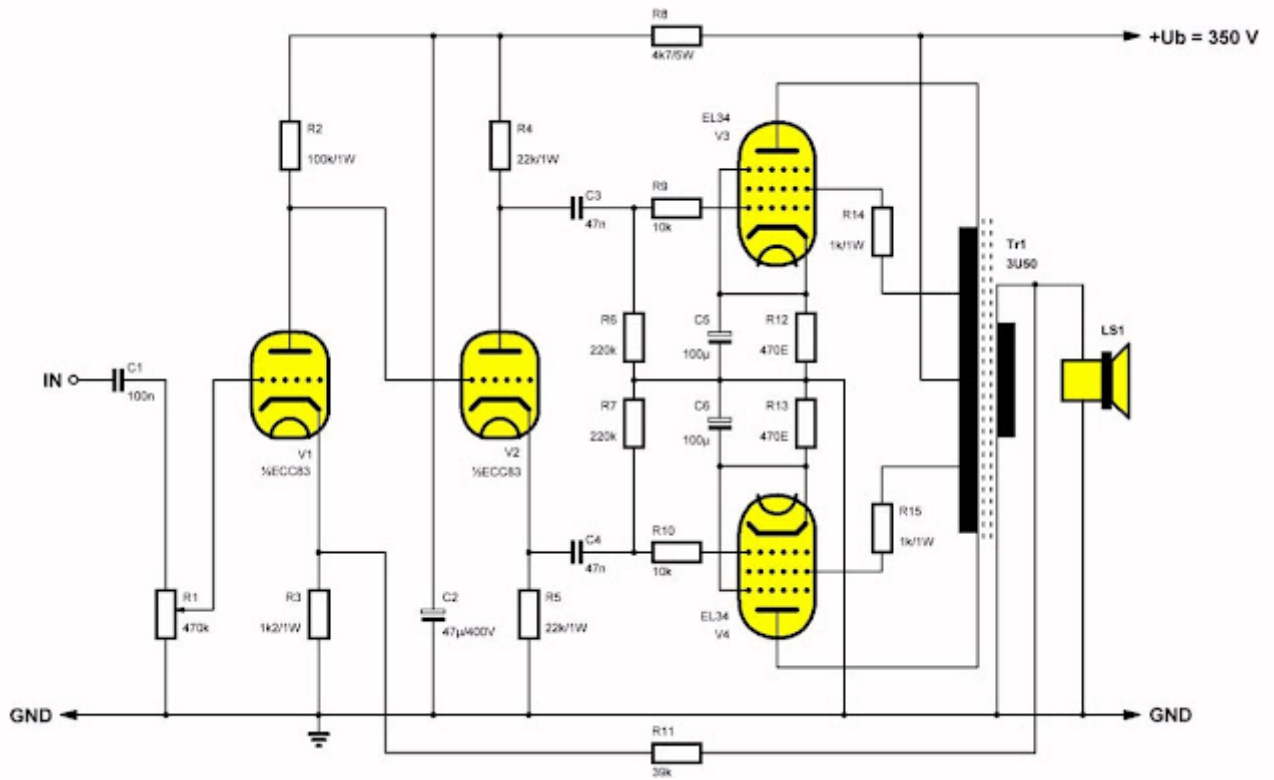 R8
4k7/5W
+Ub = 350 V
EL34
V3
R2
100k/1W
R4
22k/1W
C3
47n
R9
10k
R14
1k/1W
Tr1
3U50
R6
220k
C5
100µ
R12
470E
LS1
C1
100n
IN
R7
220k
C6
100µ
R13
470E
V1
½ECC83
V2
½ECC83
R15
1k/1W
C4
47n
R10
10k
R1
470k
R3
1k2/1W
C2
47µ/400V
R5
22k/1W
EL34
V4
GND
GND
R11
39k